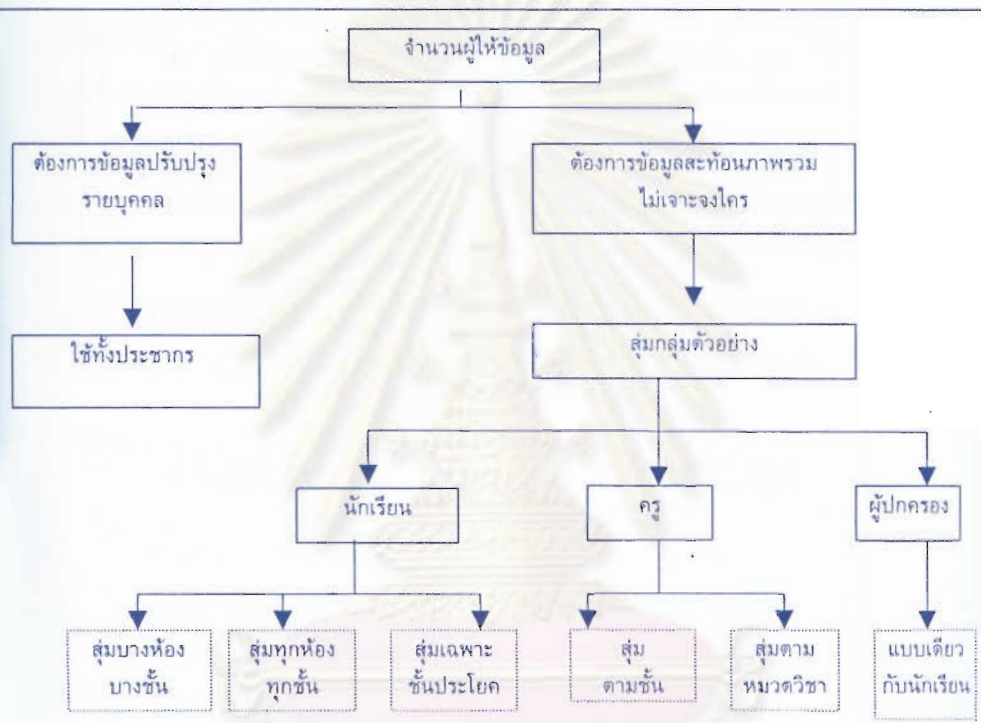 จำนวนผู้ให้ข้อมูล
ต้องการข้อมูลปรับปรุง
รายบุคคล
ต้องการข้อมูลสะท้อนภาพรวม
ไม่เจาะจงใคร
ใช้ทั้งประชากร
สุ่มกลุ่มตัวอย่าง
นักเรียน
ครู
ผู้ปกครอง
สุ่มบางห้อง
บางชั้น
สุ่มทุกห้อง
ทุกชั้น
สุ่มเฉพาะ
ชั้นประโยค
สุ่ม
ตามชั้น
สุ่มตาม
หมวดวิชา
แบบเดียว
กับนักเรียน